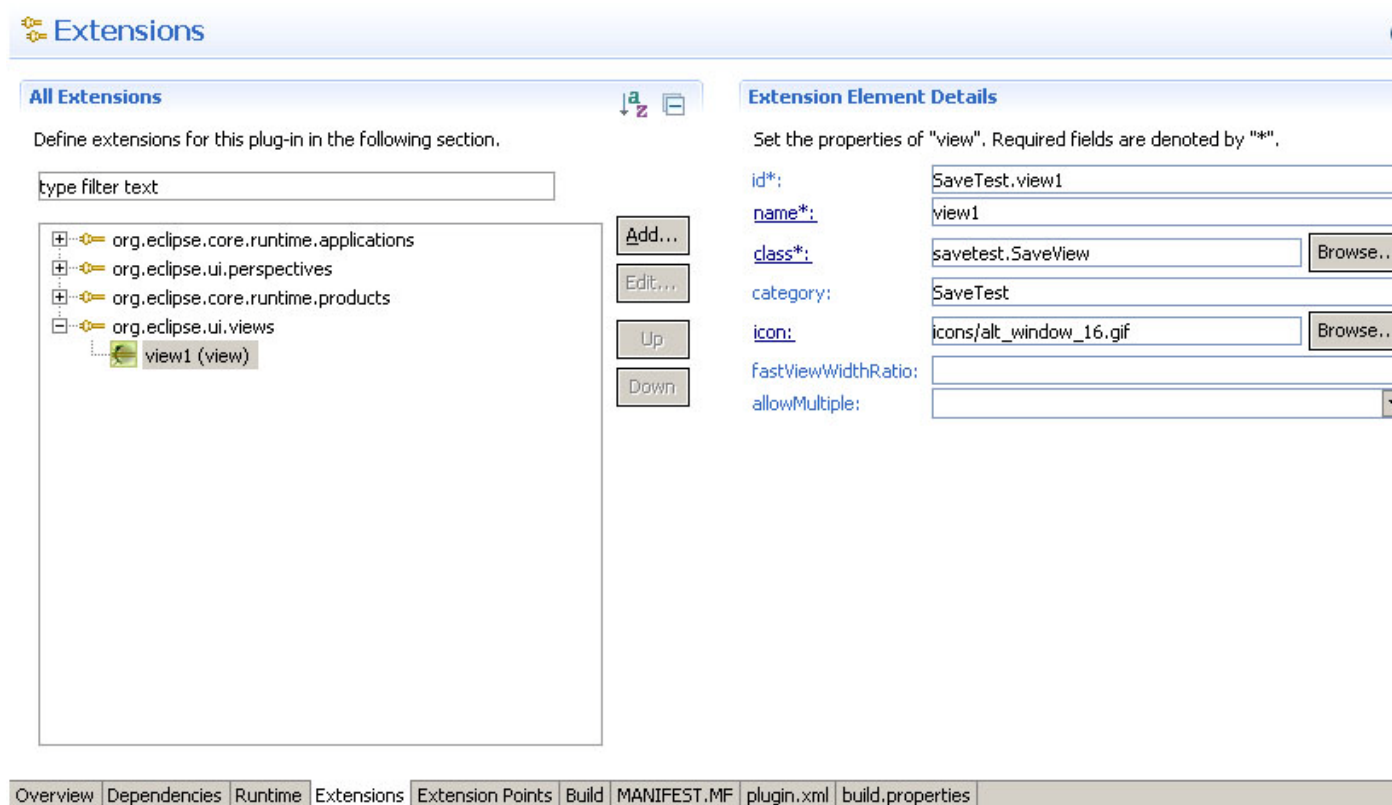 Extensions
All Extensions
Define extensions for this plug-in in the following section.
type filter text
org.eclipse.core.runtime.applications
org.eclipse.ui.perspectives
org.eclipse.core.runtime.products
org.eclipse.ui.views
view1 (view)
Add...
Edit...
Up
Down
Extension Element Details
Set the properties of "view". Required fields are denoted by "*".
id*: SaveTest.view1
name*: view1
class*: savetest.SaveView Browse..
category: SaveTest
icon: icons/alt_window_16.gif Browse..
fastViewWidthRatio:
allowMultiple:
Overview Dependencies Runtime Extensions Extension Points Build MANIFEST.MF plugin.xml build.properties